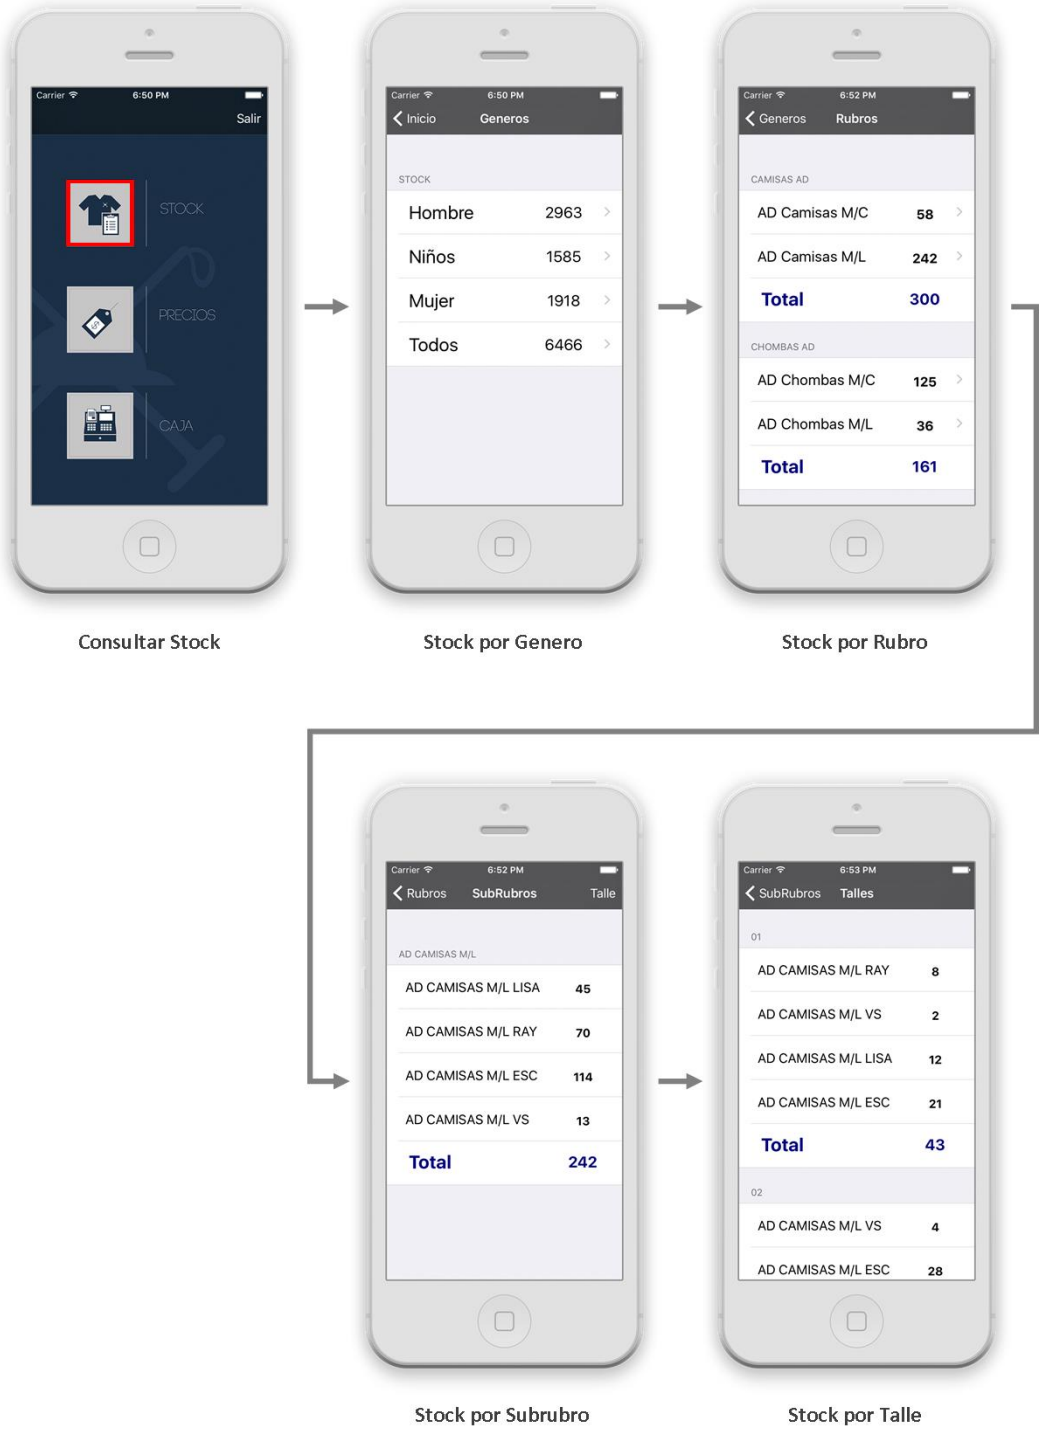 Carrier 6:50 PM
Salir
STOCK
PRECIOS
CAJA
Consultar Stock
Carrier 6:50 PM
Inicio Generos
STOCK
Hombre 2963
Niños 1585
Mujer 1918
Todos 6466
Stock por Genero
Carrier 6:52 PM
Generos Rubros
CAMISAS AD
AD Camisas M/C 58
AD Camisas M/L 242
Total 300
CHOMBAS AD
AD Chombas M/C 125
AD Chombas M/L 36
Total 161
Stock por Rubro
Carrier 6:52 PM
Rubros SubRubros Talle
AD CAMISAS M/L
AD CAMISAS M/L LISA 45
AD CAMISAS M/L RAY 70
AD CAMISAS M/L ESC 114
AD CAMISAS M/L VS 13
Total 242
Stock por Subrubro
Carrier 6:53 PM
SubRubros Talles
01
AD CAMISAS M/L RAY 8
AD CAMISAS M/L VS 2
AD CAMISAS M/L LISA 12
AD CAMISAS M/L ESC 21
Total 43
02
AD CAMISAS M/L VS 4
AD CAMISAS M/L ESC 28
Stock por Talle